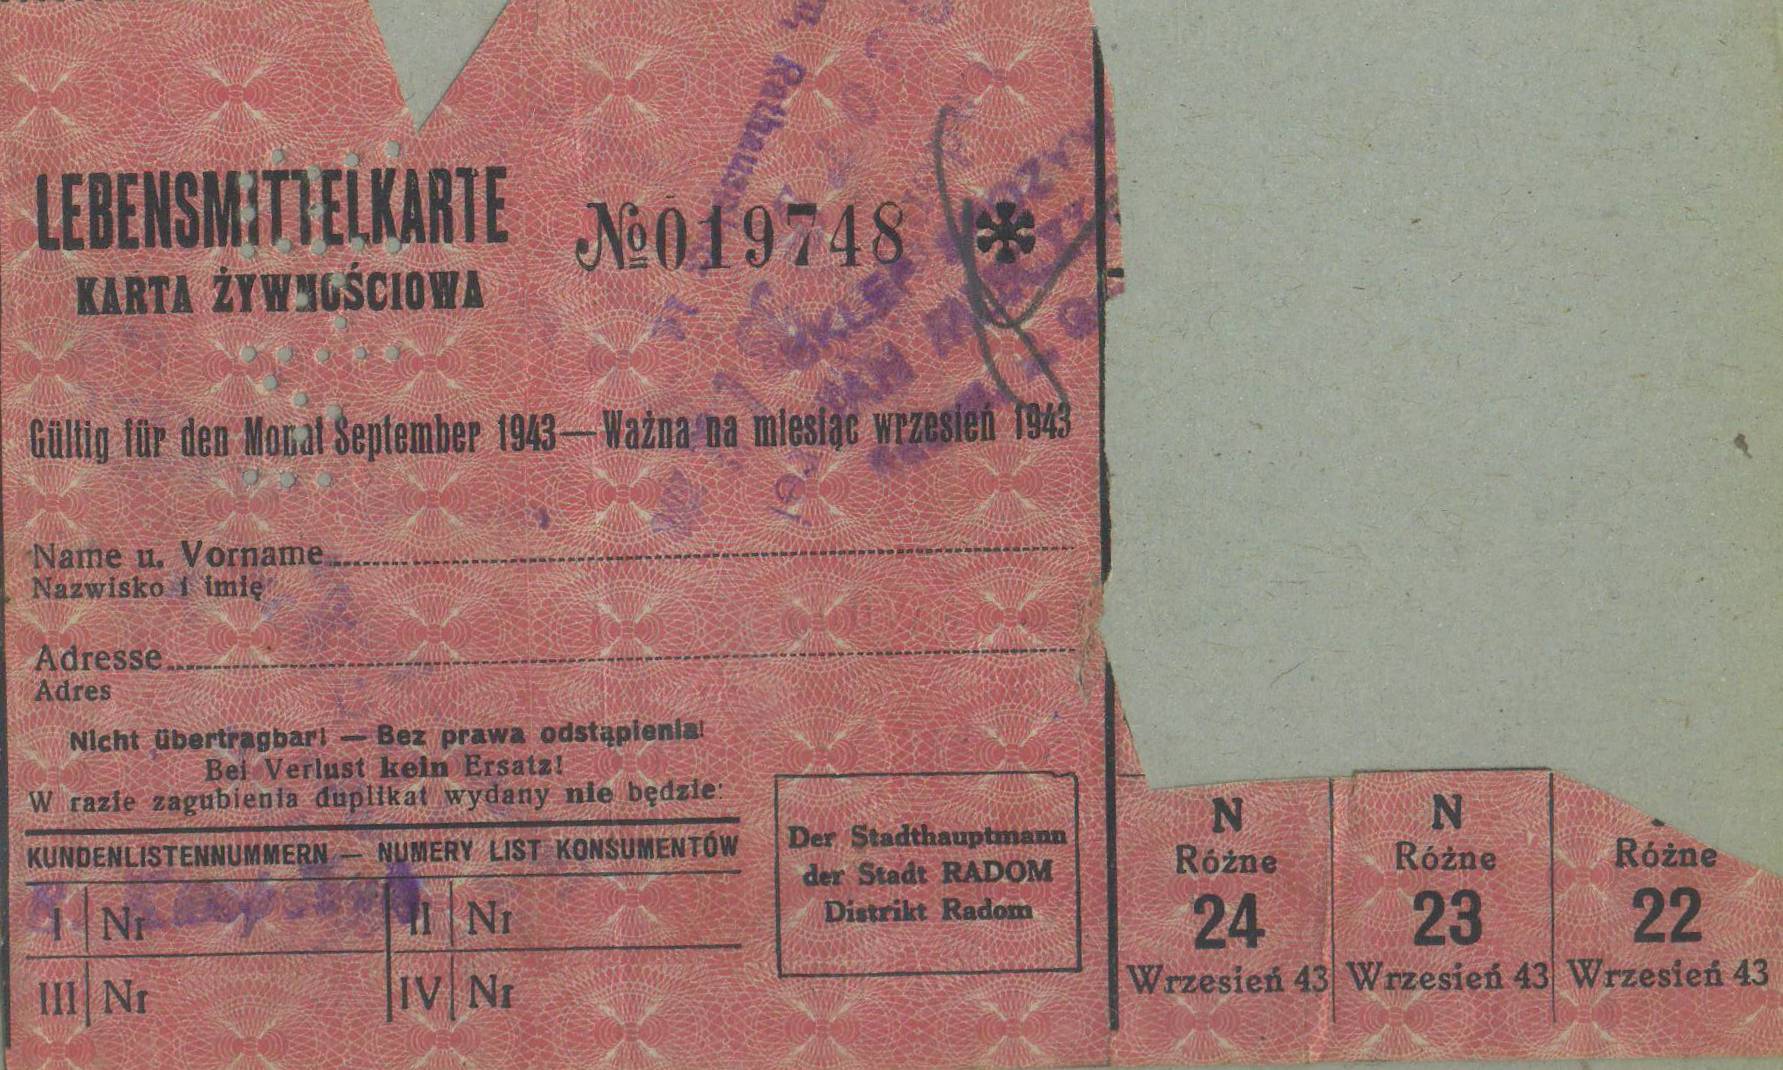 LEBENSMITTELKARTE
KARTA ŻYWNOŚCIOWA
№ 019748 *
Gültig für den Monat September 1943—Ważna na miesiąc wrzesień 1943
Name u. Vorname
Nazwisko i imię
Adresse
Adres
Nicht übertragbar! — Bez prawa odstąpienia!
Bei Verlust kein Ersatz!
W razie zagubienia duplikat wydany nie będzie:
KUNDENLISTENNUMMERN — NUMERY LIST KONSUMENTÓW
I Nr II Nr
III Nr IV Nr
Der Stadthauptmann
der Stadt RADOM
Distrikt Radom
N
Różne
24
Wrzesień 43
N
Różne
23
Wrzesień 43
Różne
22
Wrzesień 43
SKLEP